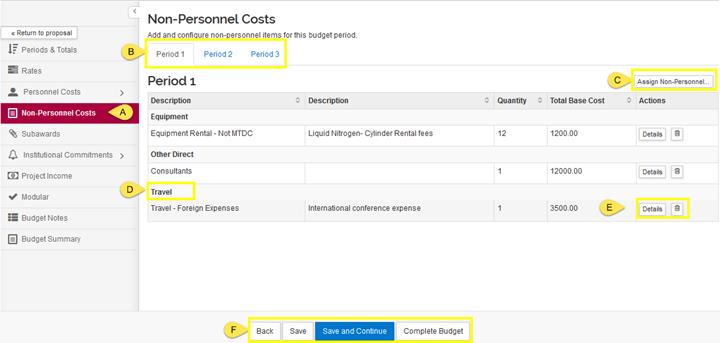 Non-Personnel Costs
Add and configure non-personnel items for this budget period.
« Return to proposal
Periods & Totals
Rates
Personnel Costs
Non-Personnel Costs
A
Subawards
Institutional Commitments
Project Income
Modular
Budget Notes
Budget Summary
B
Period 1 Period 2 Period 3
Period 1
C
Assign Non-Personnel...
Description Description Quantity Total Base Cost Actions
Equipment
Equipment Rental - Not MTDC Liquid Nitrogen- Cylinder Rental fees 12 1200.00 Details
Other Direct
Consultants 1 12000.00 Details
D
Travel
Travel - Foreign Expenses International conference expense 1 3500.00 E Details
F
Back Save Save and Continue Complete Budget